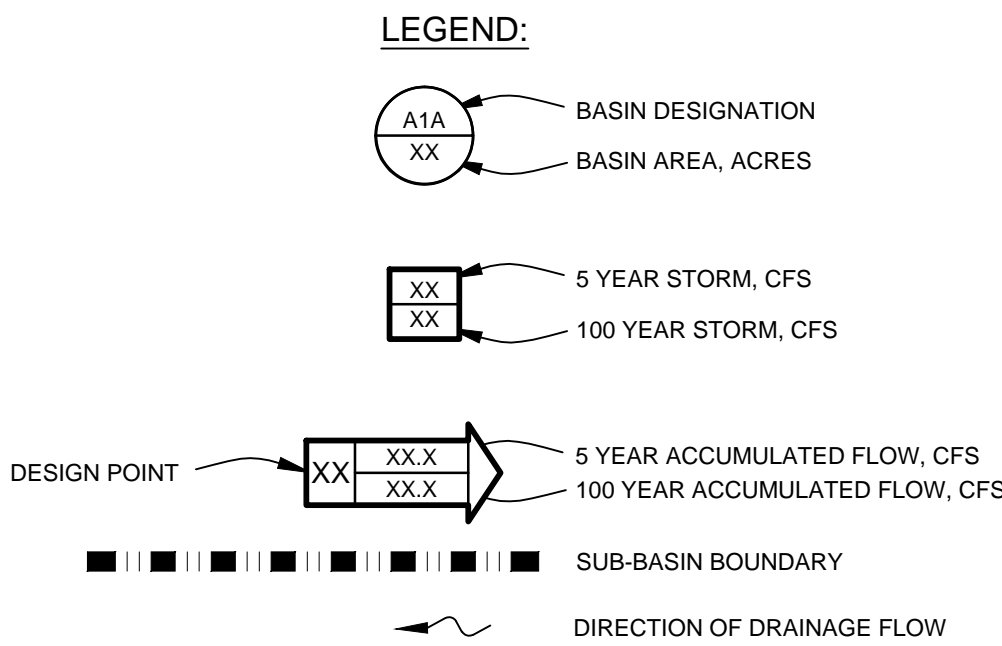 LEGEND:
A1A
XX
BASIN DESIGNATION
BASIN AREA, ACRES
XX
XX
5 YEAR STORM, CFS
100 YEAR STORM, CFS
DESIGN POINT
XX
XX.X
XX.X
5 YEAR ACCUMULATED FLOW, CFS
100 YEAR ACCUMULATED FLOW, CFS
SUB-BASIN BOUNDARY
DIRECTION OF DRAINAGE FLOW